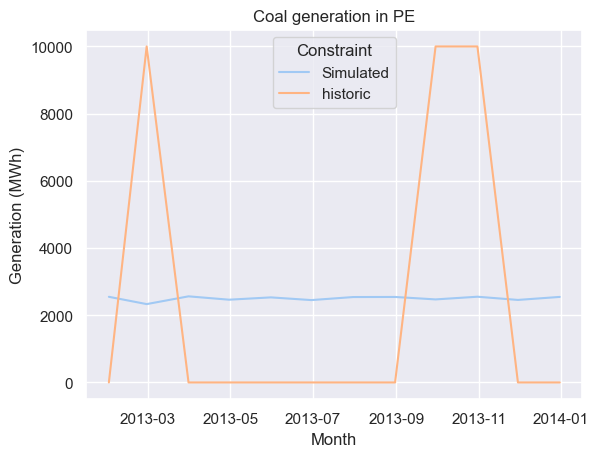 Coal generation in PE
Constraint
Simulated
historic
10000
8000
6000
4000
2000
0
Generation (MWh)
2013-03 2013-05 2013-07 2013-09 2013-11 2014-01
Month